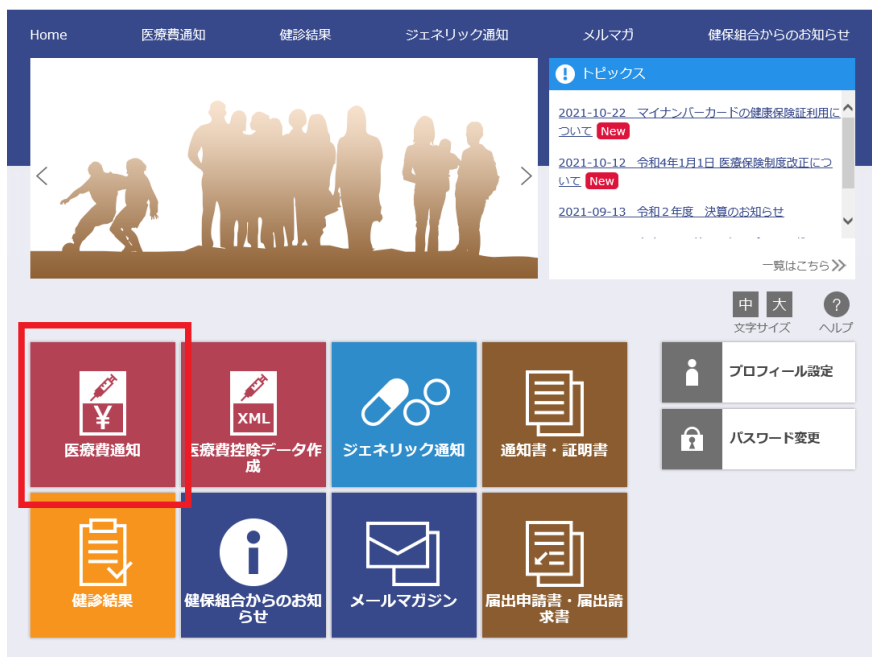 Home 医療費通知 健診結果 ジェネリック通知 メルマガ 健保組合からのお知らせ
トピックス
2021-10-22 マイナンバーカードの健康保険証利用に
ついて New
2021-10-12 令和4年1月1日 医療保険制度改正につ
いて New
2021-09-13 令和２年度 決算のお知らせ
一覧はこちら
中 大 ?
文字サイズ ヘルプ
¥
医療費通知
XML
医療費控除データ作
成
ジェネリック通知
通知書・証明書
プロフィール設定
パスワード変更
健診結果
健保組合からのお知
らせ
メールマガジン
届出申請書・届出請
求書